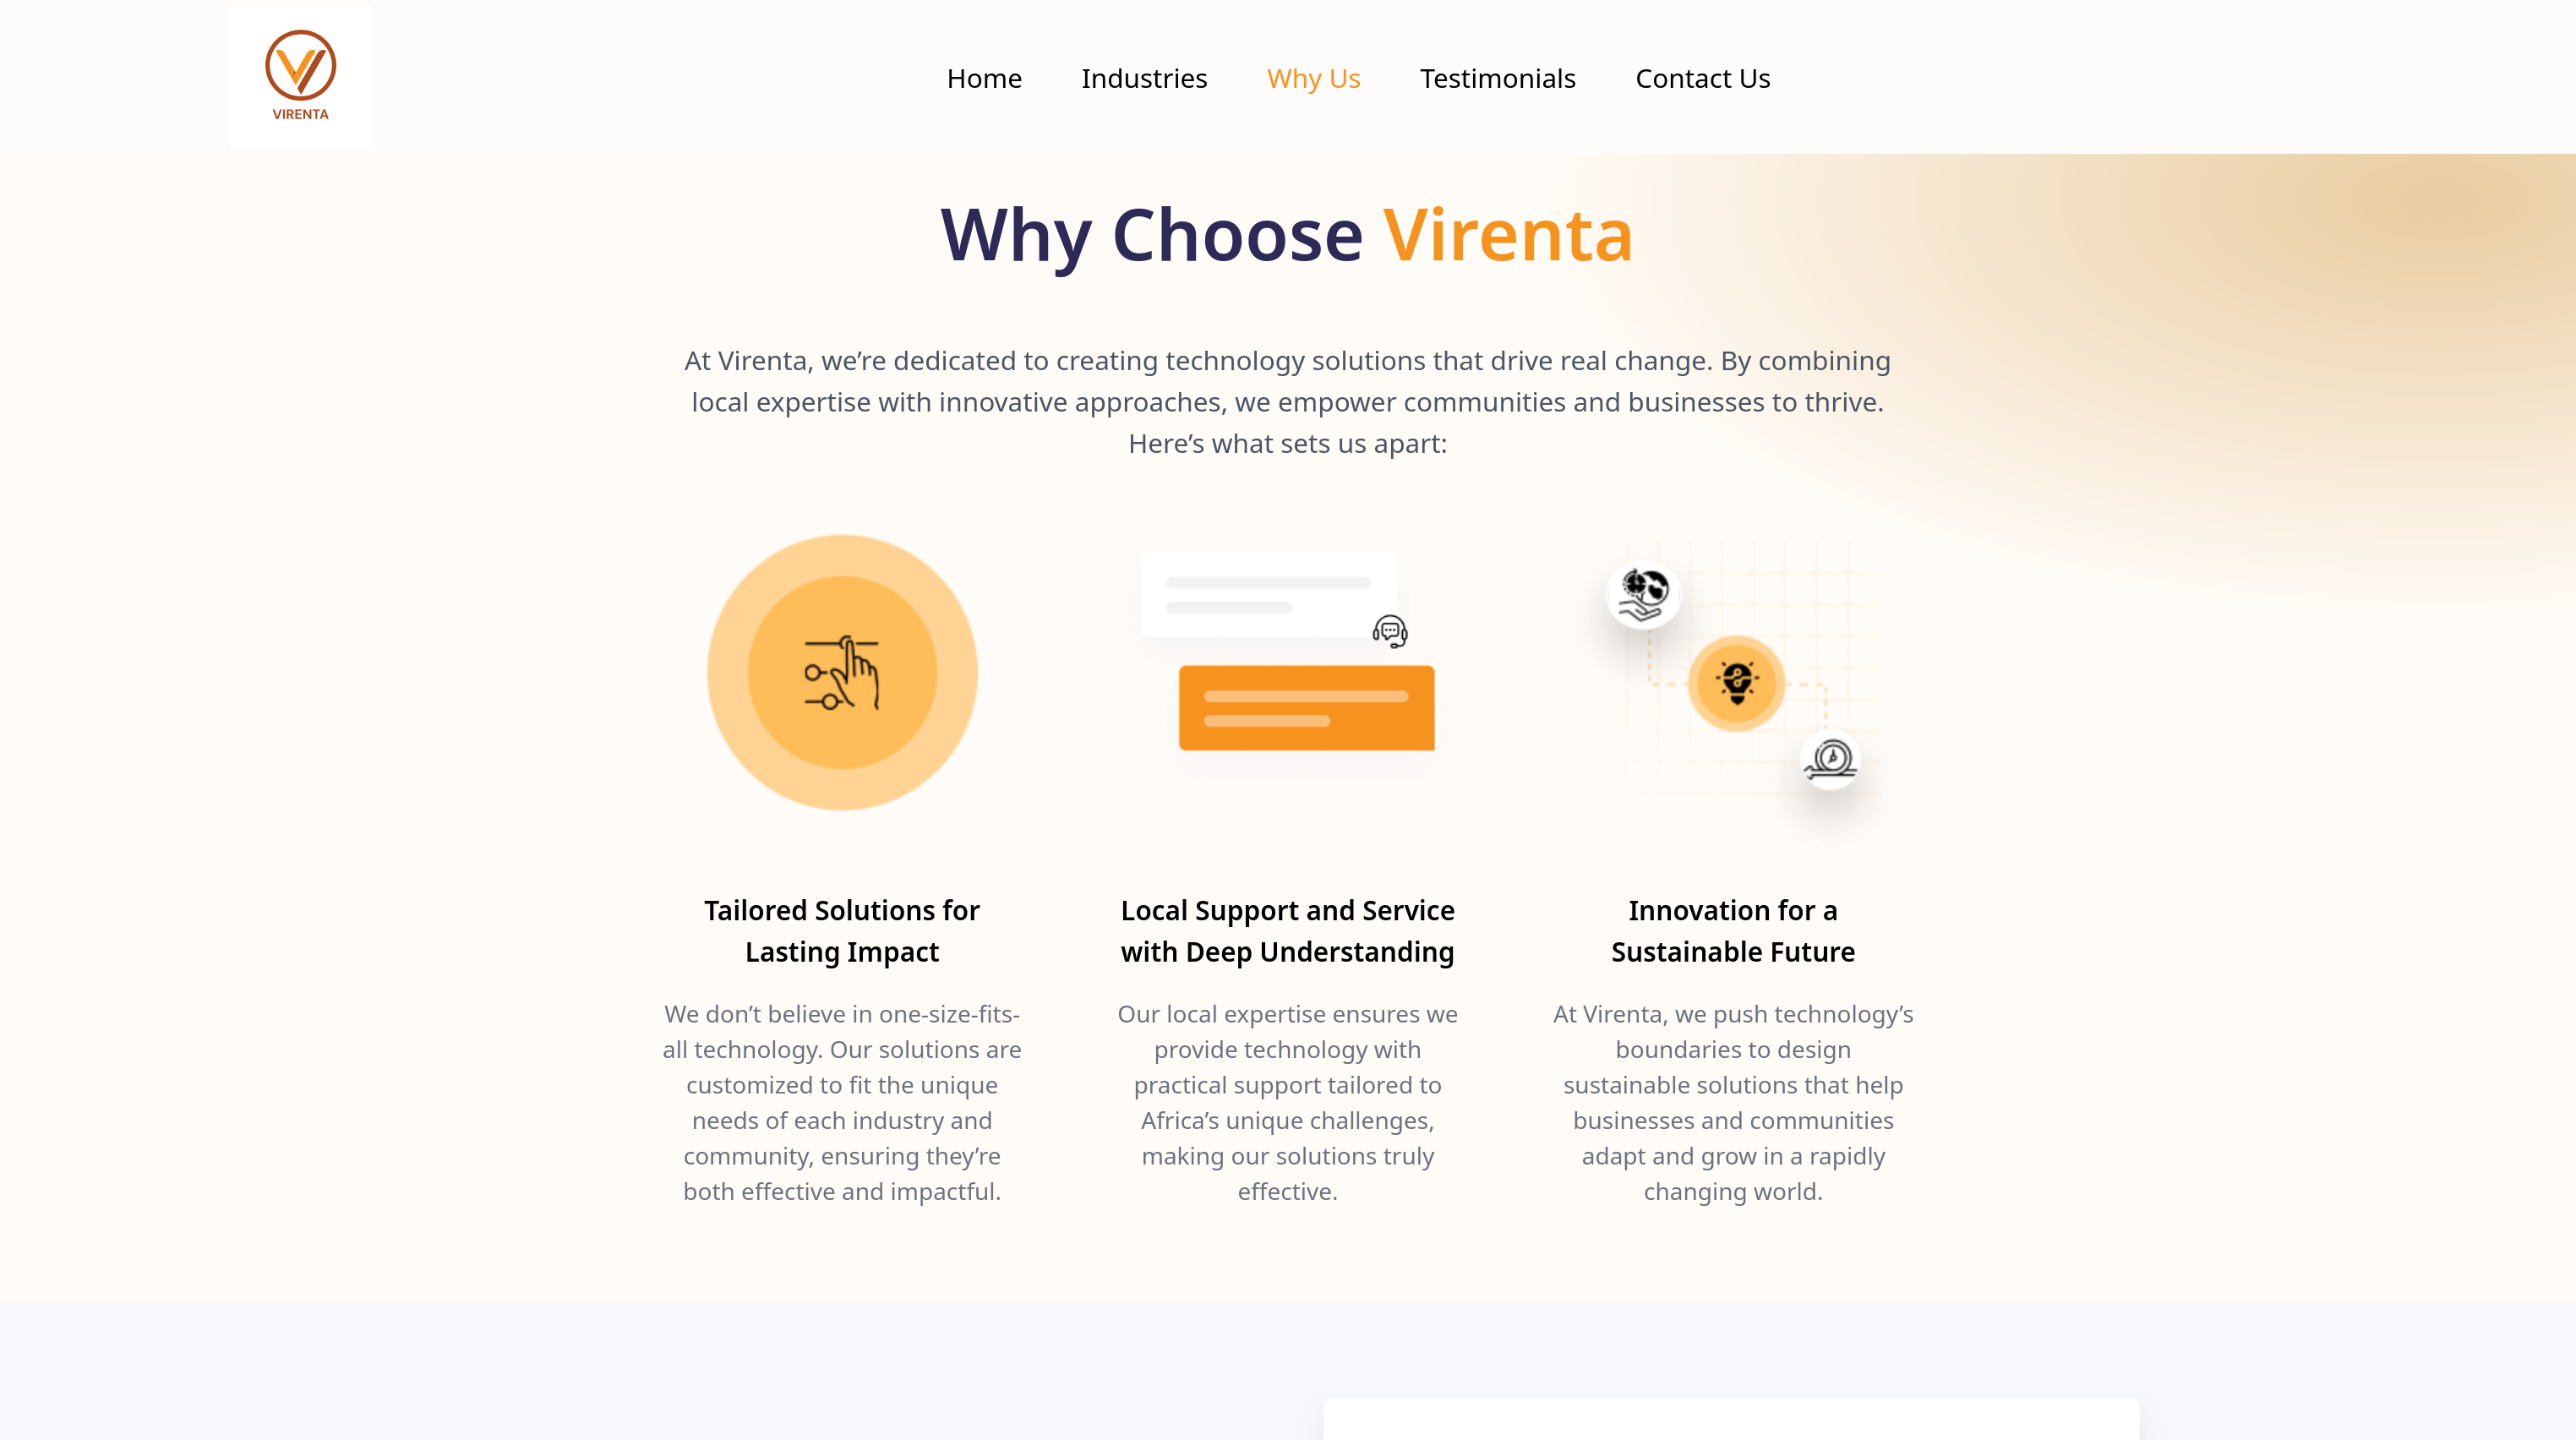 VIRENTA
Home
Industries
Why Us
Testimonials
Contact Us
Why Choose Virenta
At Virenta, we’re dedicated to creating technology solutions that drive real change. By combining
local expertise with innovative approaches, we empower communities and businesses to thrive.
Here’s what sets us apart:
Tailored Solutions for
Lasting Impact
We don’t believe in one-size-fits-
all technology. Our solutions are
customized to fit the unique
needs of each industry and
community, ensuring they’re
both effective and impactful.
Local Support and Service
with Deep Understanding
Our local expertise ensures we
provide technology with
practical support tailored to
Africa’s unique challenges,
making our solutions truly
effective.
Innovation for a
Sustainable Future
At Virenta, we push technology’s
boundaries to design
sustainable solutions that help
businesses and communities
adapt and grow in a rapidly
changing world.